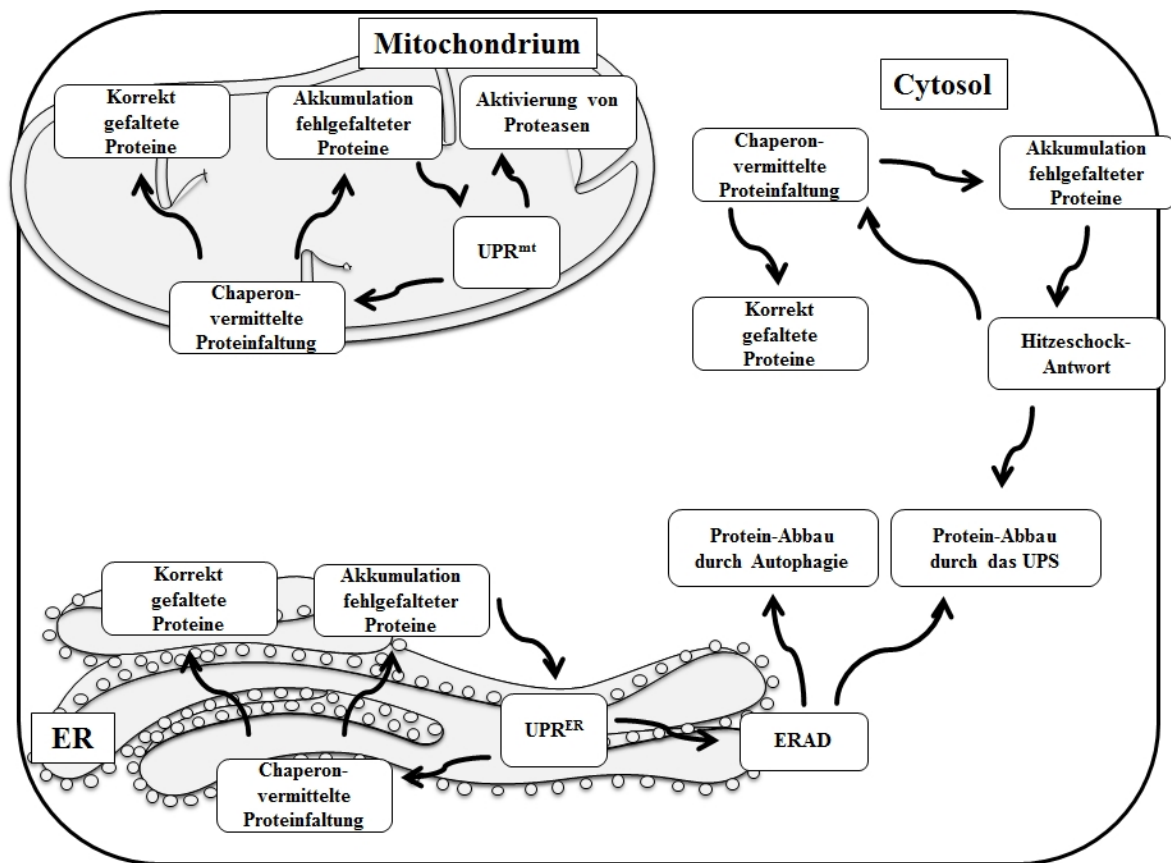 Mitochondrium
Korrekt
gefaltete
Proteine
Akkumulation
fehlgefalteter
Proteine
Aktivierung von
Proteasen
UPRmt
Chaperon-
vermittelte
Proteinfaltung
Cytosol
Chaperon-
vermittelte
Proteinfaltung
Akkumulation
fehlgefalteter
Proteine
Korrekt
gefaltete
Proteine
Hitzeschock-
Antwort
Protein-Abbau
durch Autophagie
Protein-Abbau
durch das UPS
Korrekt
gefaltete
Proteine
Akkumulation
fehlgefalteter
Proteine
ER
UPRER
ERAD
Chaperon-
vermittelte
Proteinfaltung